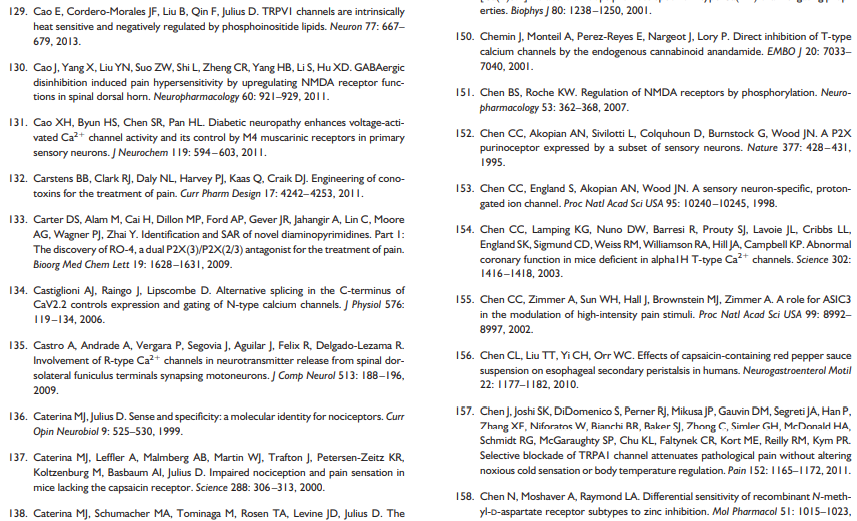 129. Cao E, Cordero-Morales JF, Liu B, Qin F, Julius D. TRPV1 channels are intrinsically
heat sensitive and negatively regulated by phosphoinositide lipids. Neuron 77: 667–
679, 2013.
130. Cao J, Yang X, Liu YN, Suo ZW, Shi L, Zheng CR, Yang HB, Li S, Hu XD. GABAergic
disinhibition induced pain hypersensitivity by upregulating NMDA receptor func-
tions in spinal dorsal horn. Neuropharmacology 60: 921–929, 2011.
131. Cao XH, Byun HS, Chen SR, Pan HL. Diabetic neuropathy enhances voltage-acti-
vated Ca2+ channel activity and its control by M4 muscarinic receptors in primary
sensory neurons. J Neurochem 119: 594–603, 2011.
132. Carstens BB, Clark RJ, Daly NL, Harvey PJ, Kaas Q, Craik DJ. Engineering of cono-
toxins for the treatment of pain. Curr Pharm Design 17: 4242–4253, 2011.
133. Carter DS, Alam M, Cai H, Dillon MP, Ford AP, Gever JR, Jahangir A, Lin C, Moore
AG, Wagner PJ, Zhai Y. Identification and SAR of novel diaminopyrimidines. Part 1:
The discovery of RO-4, a dual P2X(3)/P2X(2/3) antagonist for the treatment of pain.
Bioorg Med Chem Lett 19: 1628–1631, 2009.
134. Castiglioni AJ, Raingo J, Lipscombe D. Alternative splicing in the C-terminus of
CaV2.2 controls expression and gating of N-type calcium channels. J Physiol 576:
119–134, 2006.
135. Castro A, Andrade A, Vergara P, Segovia J, Aguilar J, Felix R, Delgado-Lezama R.
Involvement of R-type Ca2+ channels in neurotransmitter release from spinal dor-
solateral funiculus terminals synapsing motoneurons. J Comp Neurol 513: 188–196,
2009.
136. Caterina MJ, Julius D. Sense and specificity: a molecular identity for nociceptors. Curr
Opin Neurobiol 9: 525–530, 1999.
137. Caterina MJ, Leffler A, Malmberg AB, Martin WJ, Trafton J, Petersen-Zeitz KR,
Koltzenburg M, Basbaum AI, Julius D. Impaired nociception and pain sensation in
mice lacking the capsaicin receptor. Science 288: 306–313, 2000.
138. Caterina MJ, Schumacher MA, Tominaga M, Rosen TA, Levine JD, Julius D. The
erties. Biophys J 80: 1238–1250, 2001.
150. Chemin J, Monteil A, Perez-Reyes E, Nargeot J, Lory P. Direct inhibition of T-type
calcium channels by the endogenous cannabinoid anandamide. EMBO J 20: 7033–
7040, 2001.
151. Chen BS, Roche KW. Regulation of NMDA receptors by phosphorylation. Neuro-
pharmacology 53: 362–368, 2007.
152. Chen CC, Akopian AN, Sivilotti L, Colquhoun D, Burnstock G, Wood JN. A P2X
purinoceptor expressed by a subset of sensory neurons. Nature 377: 428–431,
1995.
153. Chen CC, England S, Akopian AN, Wood JN. A sensory neuron-specific, proton-
gated ion channel. Proc Natl Acad Sci USA 95: 10240–10245, 1998.
154. Chen CC, Lamping KG, Nuno DW, Barresi R, Prouty SJ, Lavoie JL, Cribbs LL,
England SK, Sigmund CD, Weiss RM, Williamson RA, Hill JA, Campbell KP. Abnormal
coronary function in mice deficient in alpha1H T-type Ca2+ channels. Science 302:
1416–1418, 2003.
155. Chen CC, Zimmer A, Sun WH, Hall J, Brownstein MJ, Zimmer A. A role for ASIC3
in the modulation of high-intensity pain stimuli. Proc Natl Acad Sci USA 99: 8992–
8997, 2002.
156. Chen CL, Liu TT, Yi CH, Orr WC. Effects of capsaicin-containing red pepper sauce
suspension on esophageal secondary peristalsis in humans. Neurogastroenterol Motil
22: 1177–1182, 2010.
157. Chen J, Joshi SK, DiDomenico S, Perner RJ, Mikusa JP, Gauvin DM, Segreti JA, Han P,
Zhang XF, Niforatos W, Bianchi BR, Baker SJ, Zhong C, Simler GH, McDonald HA,
Schmidt RG, McGaraughty SP, Chu KL, Faltynek CR, Kort ME, Reilly RM, Kym PR.
Selective blockade of TRPA1 channel attenuates pathological pain without altering
noxious cold sensation or body temperature regulation. Pain 152: 1165–1172, 2011.
158. Chen N, Moshaver A, Raymond LA. Differential sensitivity of recombinant N-meth-
yl-D-aspartate receptor subtypes to zinc inhibition. Mol Pharmacol 51: 1015–1023,